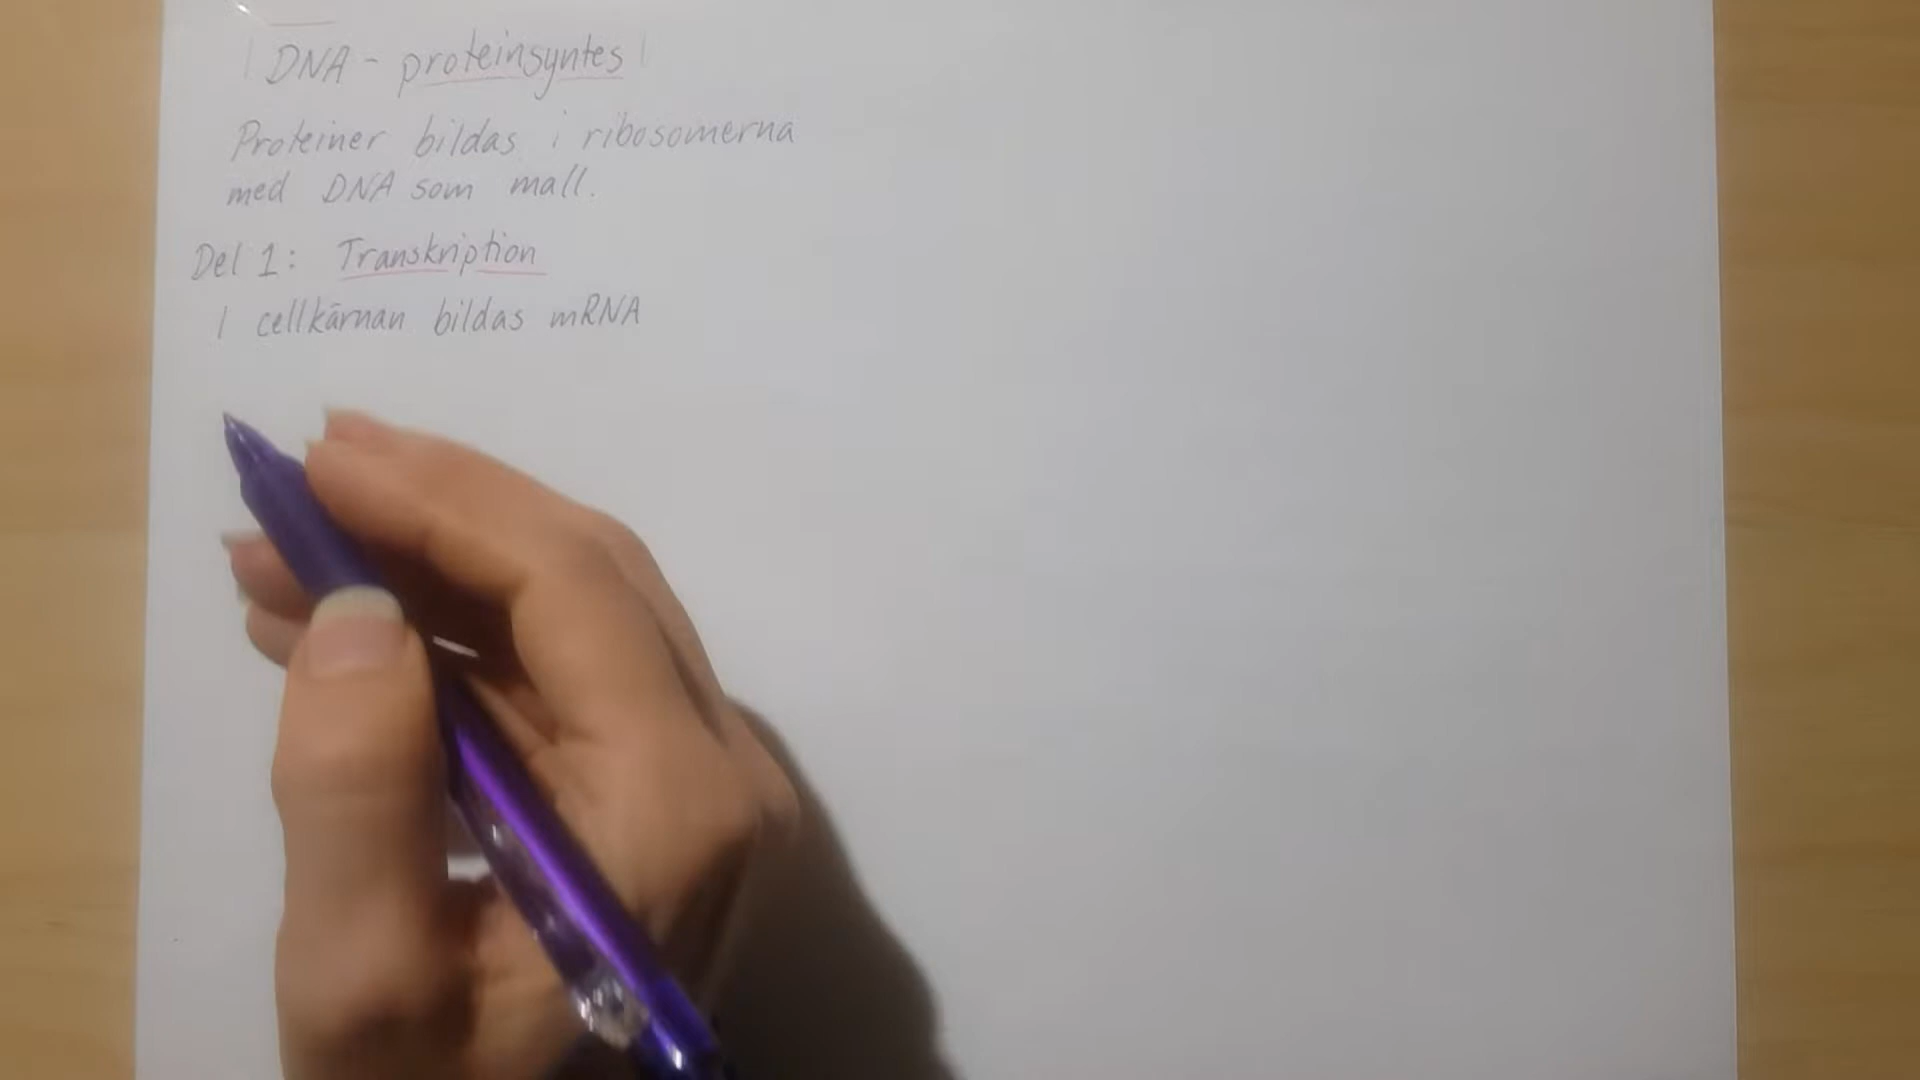 DNA - proteinsyntes
Proteiner bildas i ribosomerna
med DNA som mall.
Del 1: Transkription
I cellkärnan bildas mRNA